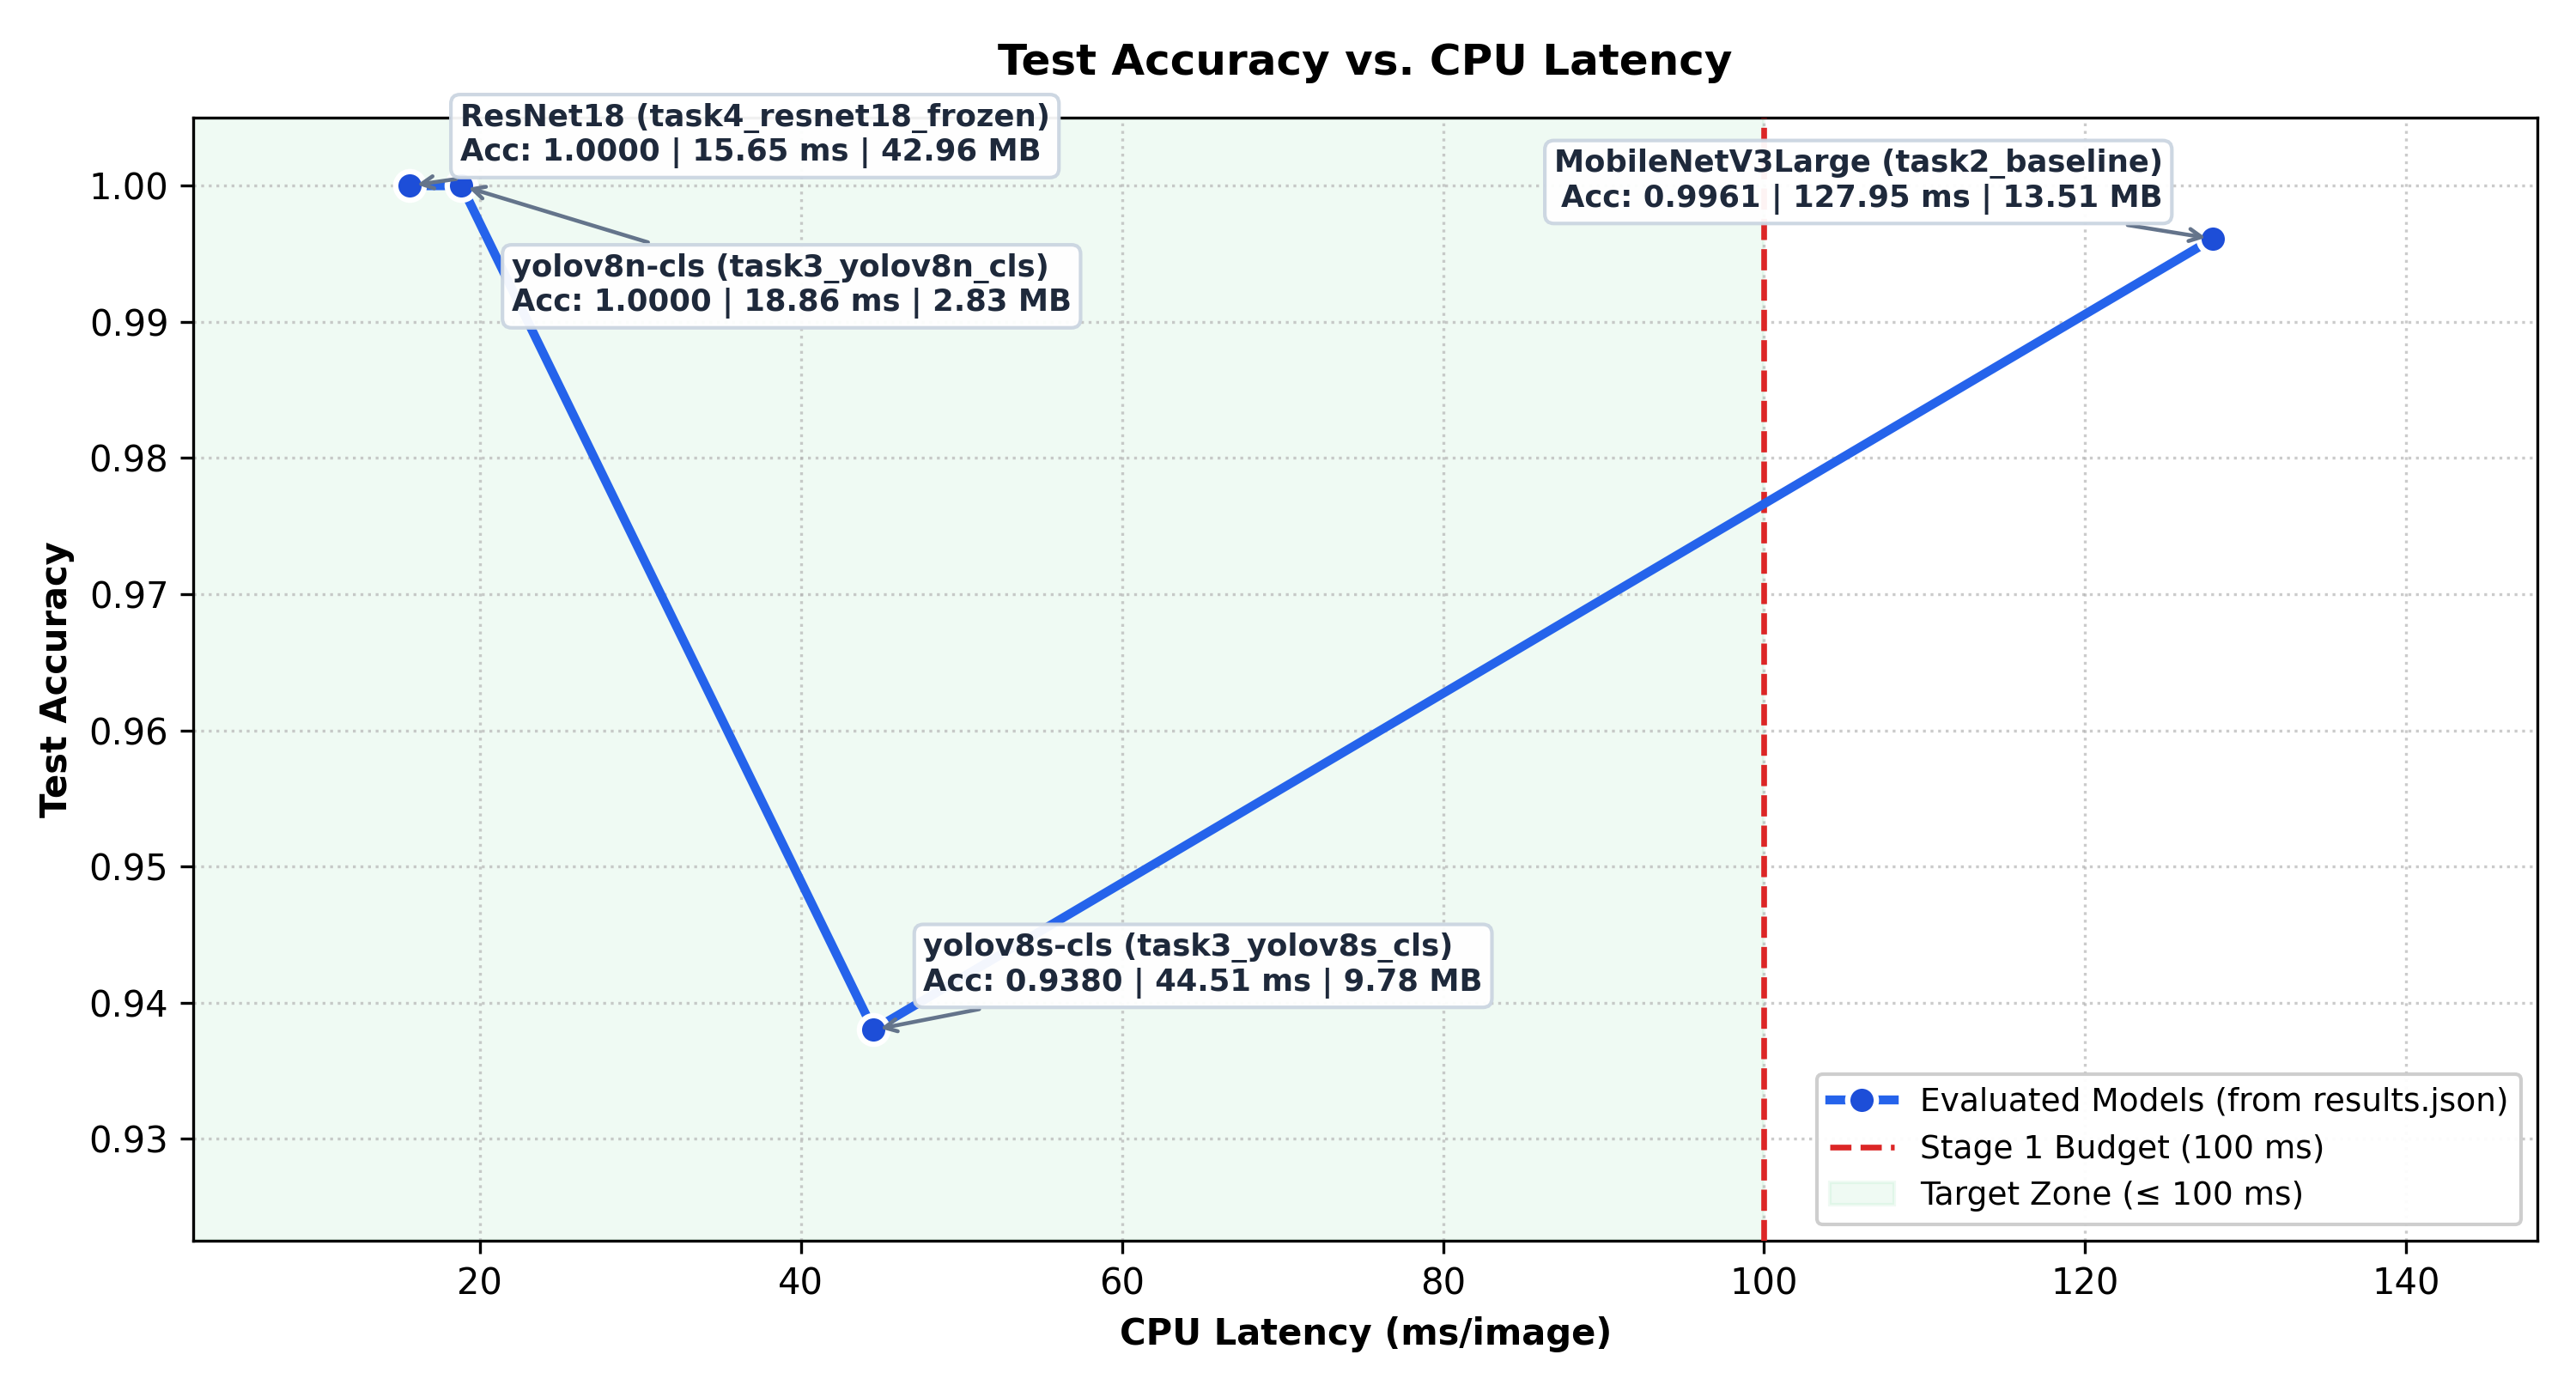 Test Accuracy vs. CPU Latency
ResNet18 (task4_resnet18_frozen)
Acc: 1.0000 | 15.65 ms | 42.96 MB
MobileNetV3Large (task2_baseline)
Acc: 0.9961 | 127.95 ms | 13.51 MB
yolov8n-cls (task3_yolov8n_cls)
Acc: 1.0000 | 18.86 ms | 2.83 MB
yolov8s-cls (task3_yolov8s_cls)
Acc: 0.9380 | 44.51 ms | 9.78 MB
1.00
0.99
0.98
0.97
0.96
0.95
0.94
0.93
Test Accuracy
Evaluated Models (from results.json)
Stage 1 Budget (100 ms)
Target Zone (≤ 100 ms)
20 40 60 80 100 120 140
CPU Latency (ms/image)